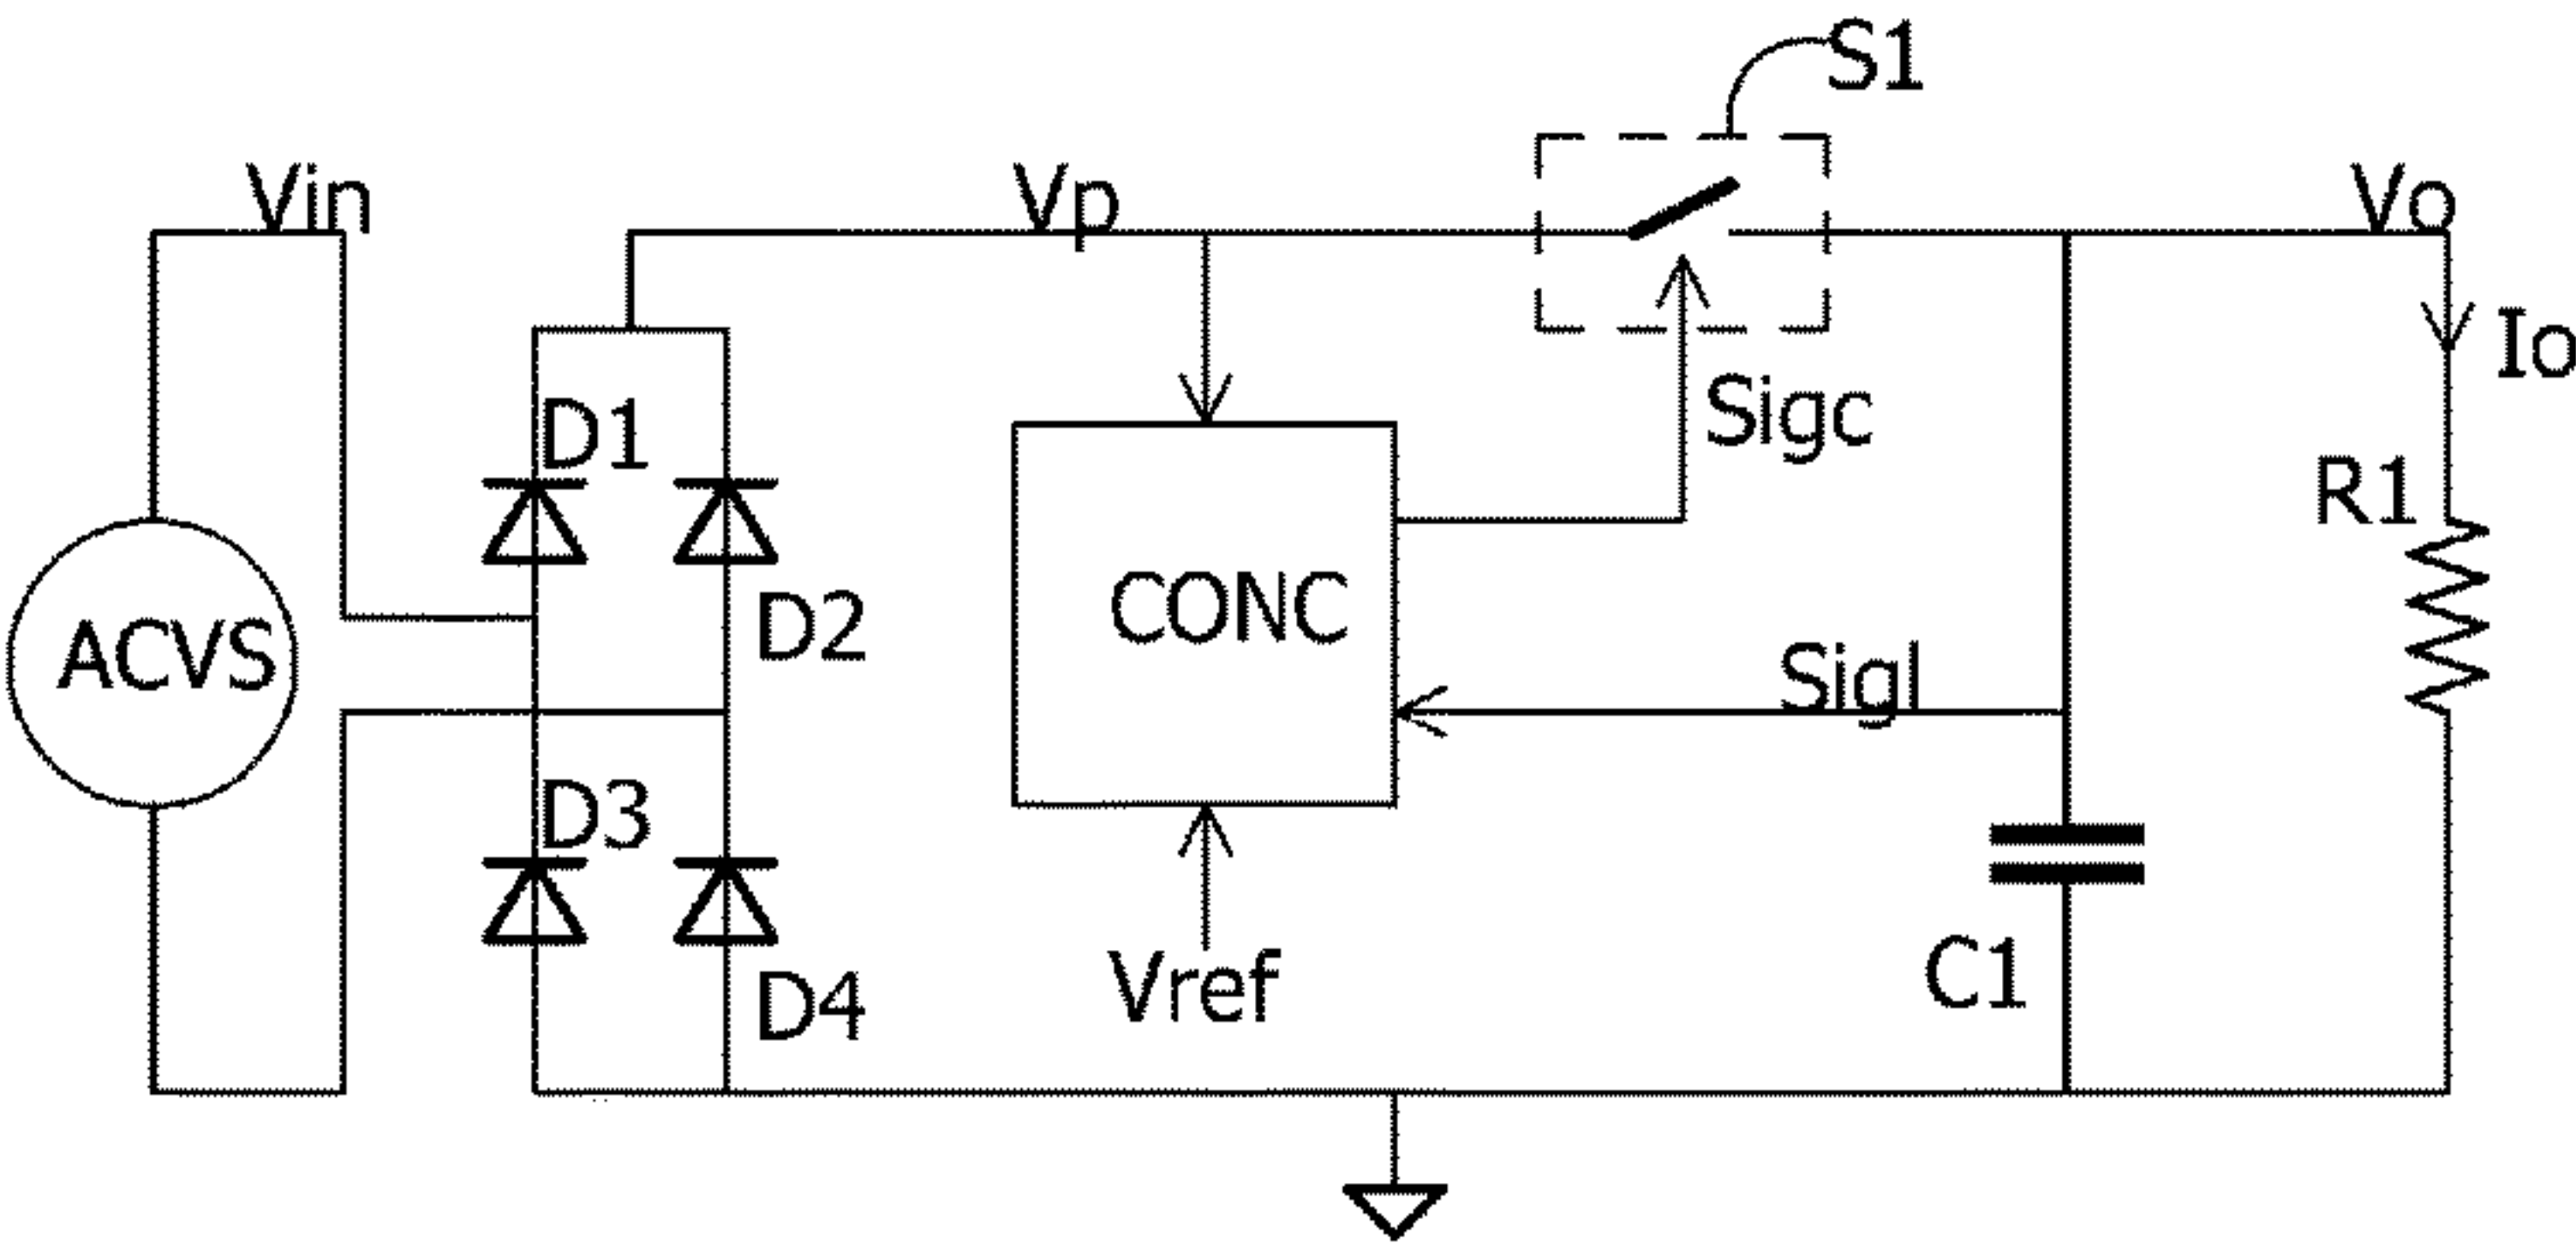 S1
Vin
Vp
Vo
Io
D1
Sigc
R1
CONC
D2
ACVS
Sigl
D3
Vref
C1
D4